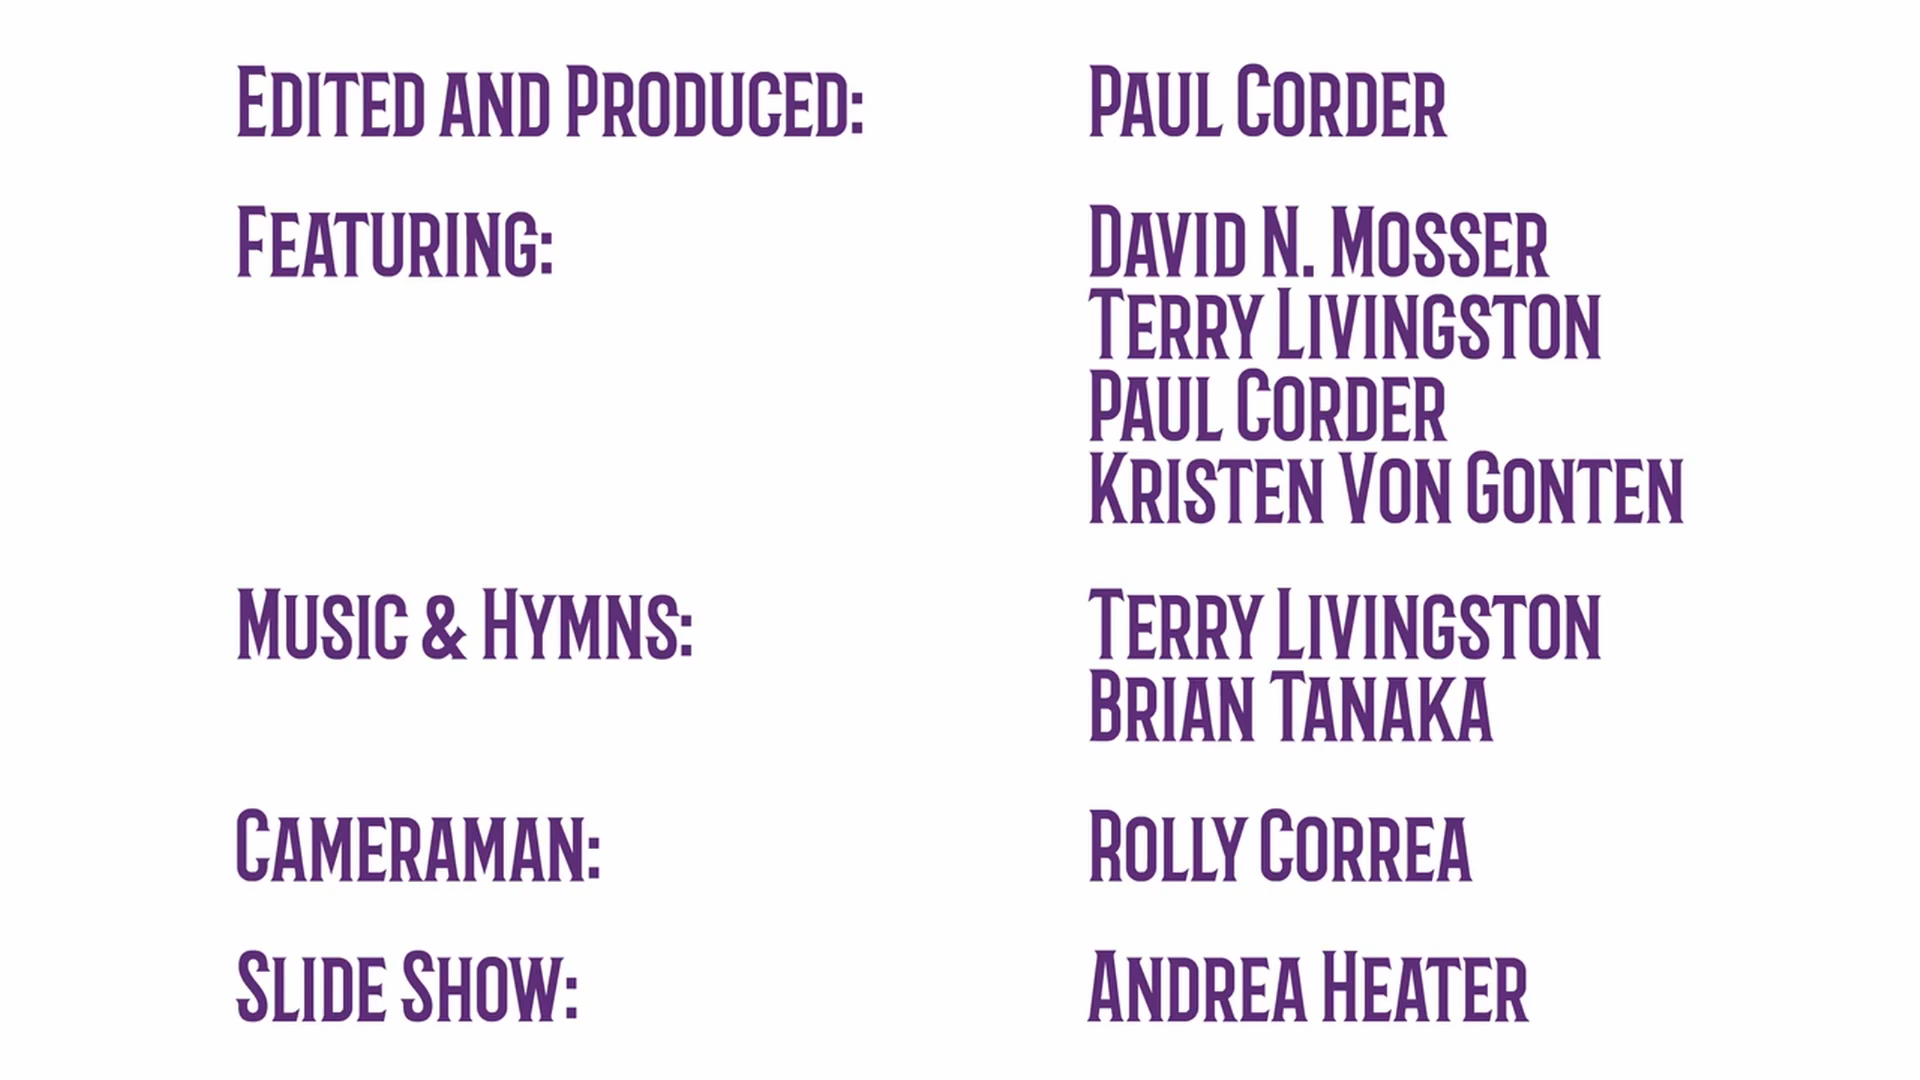 Edited and Produced: Paul Corder
Featuring: David N. Mosser
Terry Livingston
Paul Corder
Kristen Von Gonten
Music & Hymns: Terry Livingston
Brian Tanaka
Cameraman: Rolly Correa
Slide Show: Andrea Heater